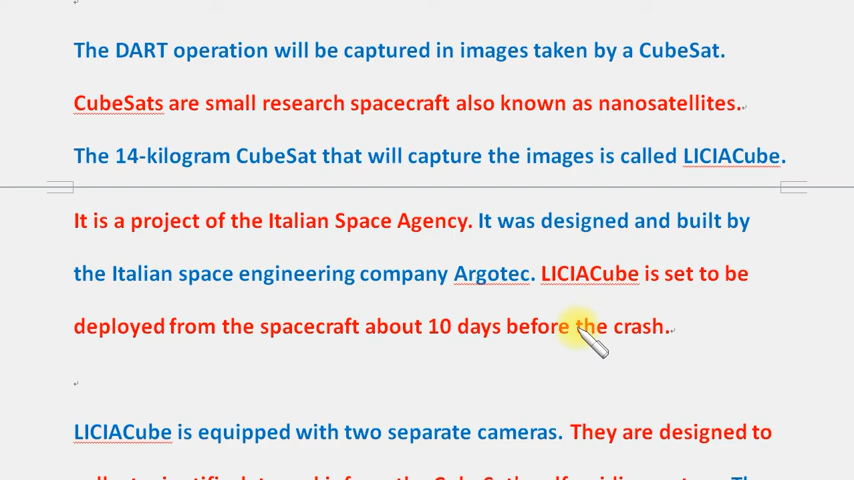 The DART operation will be captured in images taken by a CubeSat.
CubeSats are small research spacecraft also known as nanosatellites.
The 14-kilogram CubeSat that will capture the images is called LICIACube.
It is a project of the Italian Space Agency. It was designed and built by
the Italian space engineering company Argotec. LICIACube is set to be
deployed from the spacecraft about 10 days before the crash.
LICIACube is equipped with two separate cameras. They are designed to